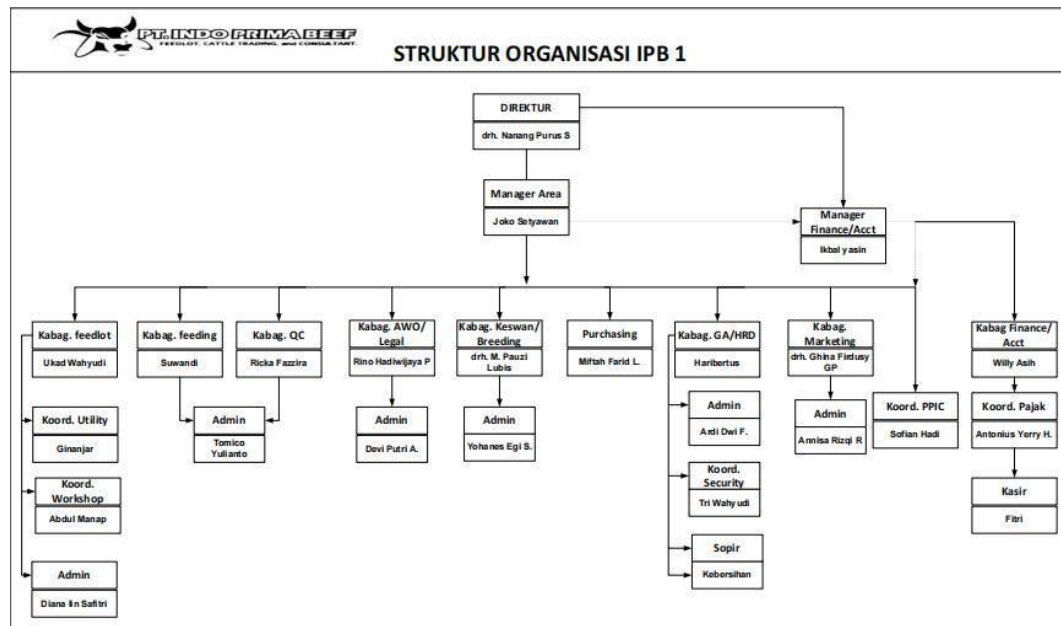 PT. INDO PRIMA BEEF
FEEDLOT, CATTLE TRADING, and CONSULTANT.
STRUKTUR ORGANISASI IPB 1
DIREKTUR
drh. Nanang Purus S
Manager Area
Joko Setyawan
Manager
Finance/Acct
Ikbal yasin
Kabag. feedlot
Ukad Wahyudi
Kabag. feeding
Suwandi
Kabag. QC
Ricka Fazzira
Kabag. AWO/
Legal
Rino Hadiwijaya P
Kabag. Keswan/
Breeding
drh. M. Pauzi
Lubis
Purchasing
Miftah Farid L.
Kabag. GA/HRD
Haribertus
Kabag.
Marketing
drh. Ghina Firdusy
GP
Kabag Finance/
Acct
Willy Asih
Koord. Utility
Ginanjar
Admin
Tomico
Yulianto
Admin
Devi Putri A.
Admin
Yohanes Egi S.
Admin
Ardi Dwi F.
Admin
Annisa Rizqi R
Koord. PPIC
Sofian Hadi
Koord. Pajak
Antonius Yerry H.
Koord.
Workshop
Abdul Manap
Koord.
Security
Tri Wahyudi
Kasir
Fitri
Admin
Diana Iin Safitri
Sopir
Kebersihan